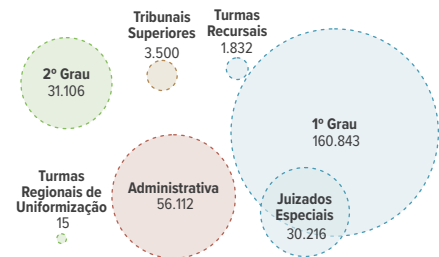 Tribunais
Superiores
3.500
Turmas
Recursais
1.832
2º Grau
31.106
1º Grau
160.843
Turmas
Regionais de
Uniformização
15
Administrativa
56.112
Juizados
Especiais
30.216